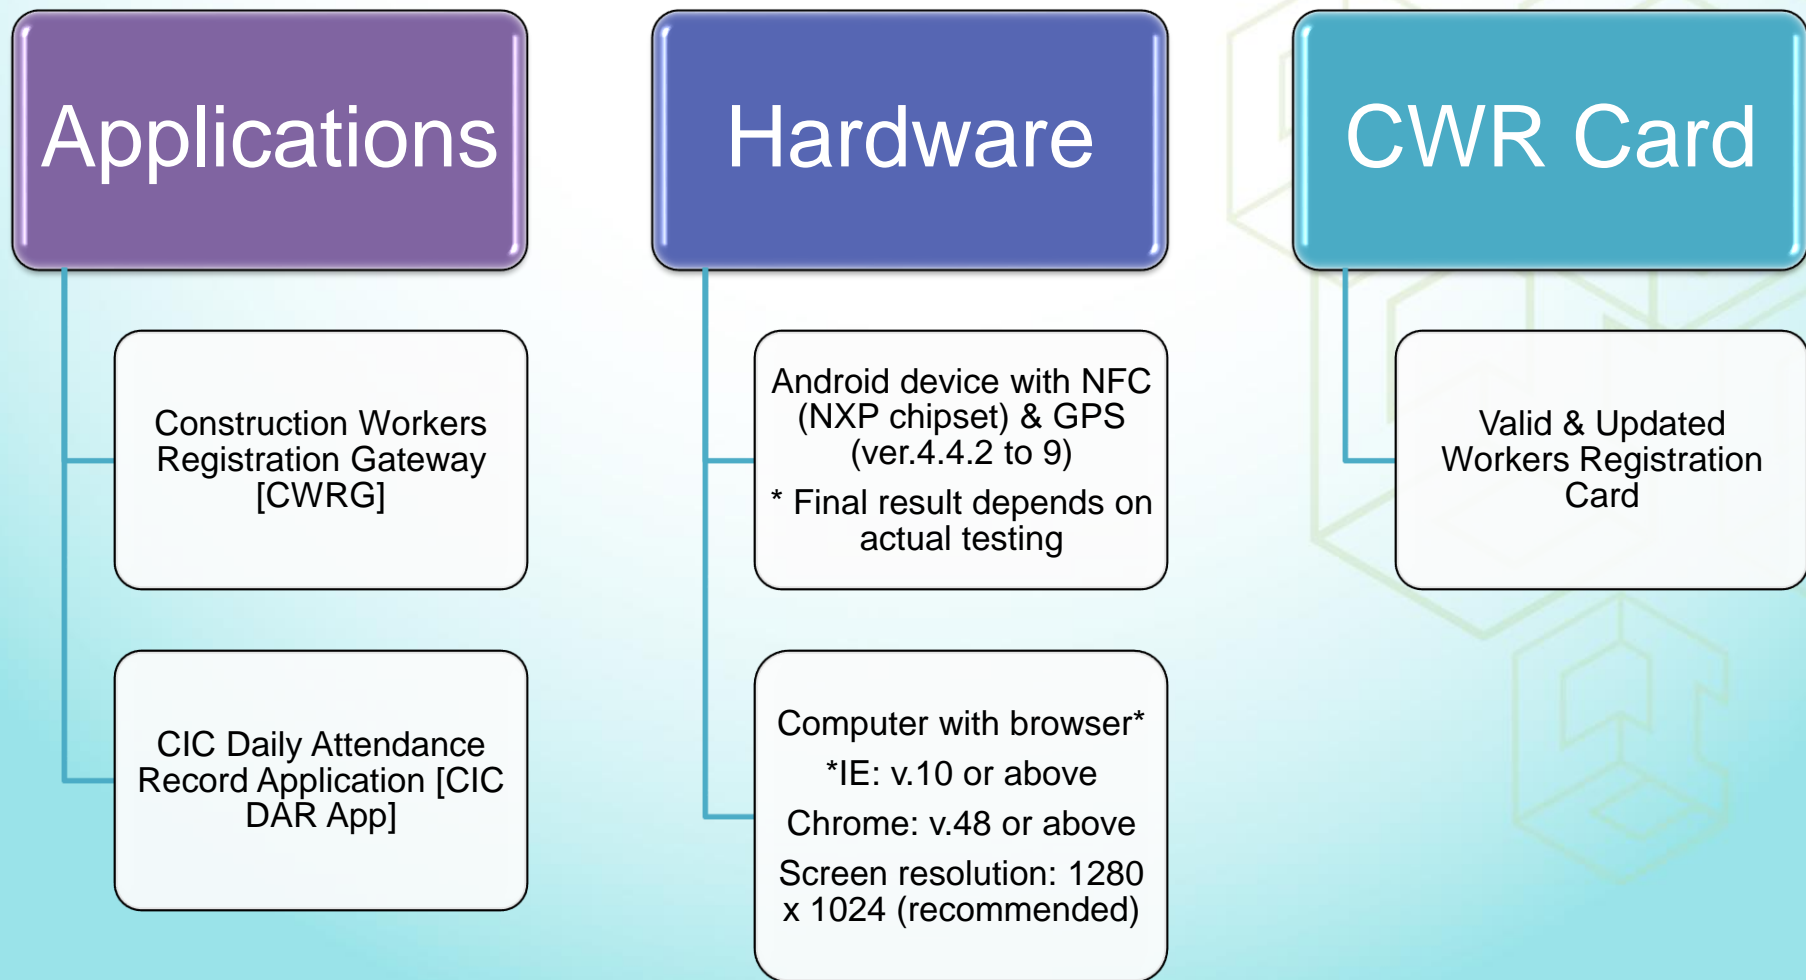 Applications
Construction Workers
Registration Gateway
[CWRG]
CIC Daily Attendance
Record Application [CIC
DAR App]
Hardware
Android device with NFC
(NXP chipset) & GPS
(ver.4.4.2 to 9)
* Final result depends on
actual testing
Computer with browser*
*IE: v.10 or above
Chrome: v.48 or above
Screen resolution: 1280
x 1024 (recommended)
CWR Card
Valid & Updated
Workers Registration
Card